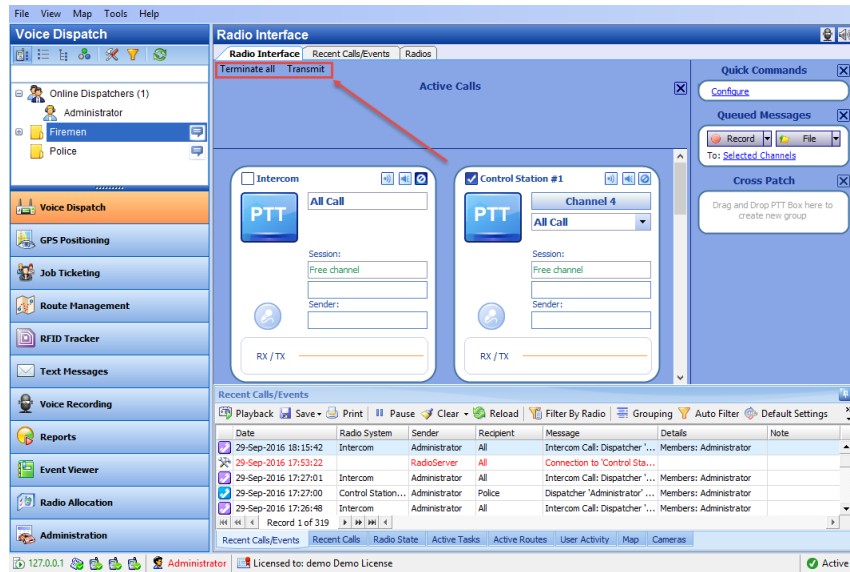 File View Map Tools Help
Voice Dispatch
Online Dispatchers (1)
Administrator
Firemen
Police
Voice Dispatch
GPS Positioning
Job Ticketing
Route Management
RFID Tracker
Text Messages
Voice Recording
Reports
Event Viewer
Radio Allocation
Administration
Radio Interface
Radio Interface Recent Calls/Events Radios
Terminate all Transmit
Active Calls
Intercom
PTT
All Call
Session:
Free channel
Sender:
RX / TX
Control Station #1
PTT
Channel 4
All Call
Session:
Free channel
Sender:
RX / TX
Quick Commands
Configure
Queued Messages
Record File
To: Selected Channels
Cross Patch
Drag and Drop PTT Box here to
create new group
Recent Calls/Events
Playback Save Print Pause Clear Reload Filter By Radio Grouping Auto Filter Default Settings
Date Radio System Sender Recipient Message Details Note
29-Sep-2016 18:15:42 Intercom Administrator All Intercom Call: Dispatcher '... Members: Administrator
29-Sep-2016 17:53:22 RadioServer All Connection to 'Control Sta...
29-Sep-2016 17:27:01 Intercom Administrator All Intercom Call: Dispatcher '... Members: Administrator
29-Sep-2016 17:27:00 Control Station... Administrator Police Dispatcher 'Administrator' ... Members: Administrator
29-Sep-2016 17:26:48 Intercom Administrator All Intercom Call: Dispatcher '... Members: Administrator
Record 1 of 319
Recent Calls/Events Recent Calls Radio State Active Tasks Active Routes User Activity Map Cameras
127.0.0.1 Administrator Licensed to: demo Demo License Active